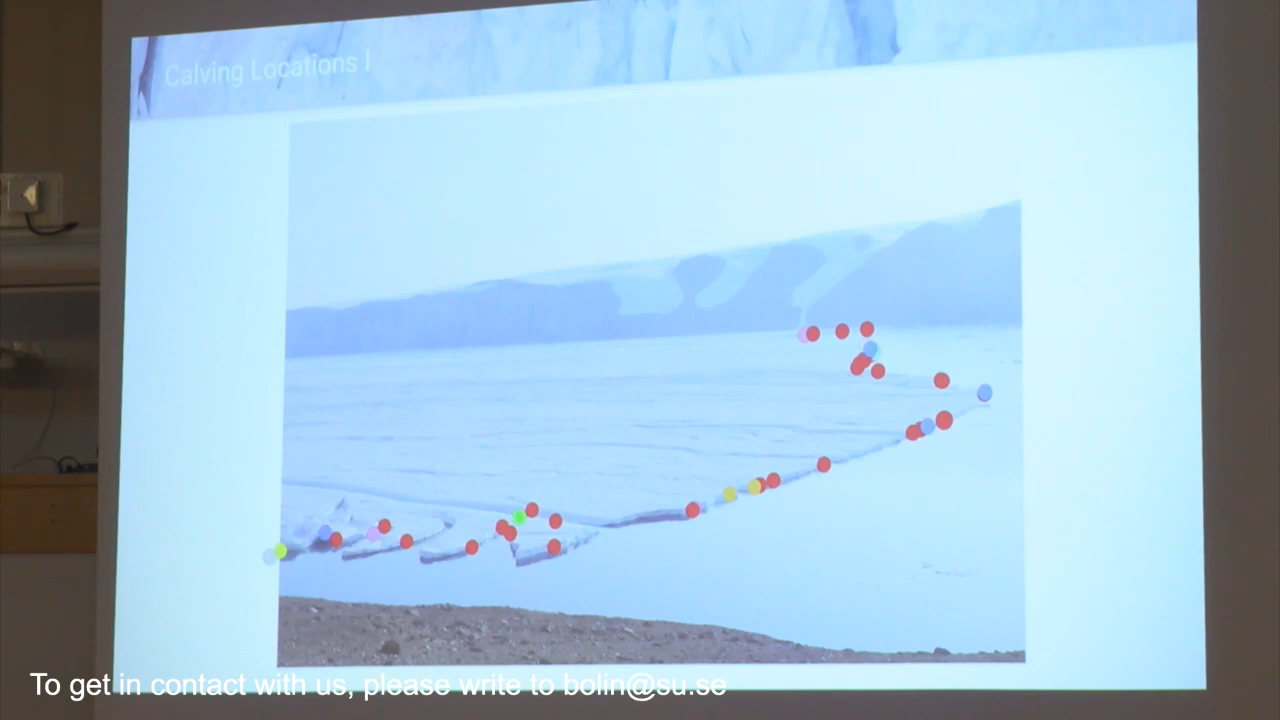 Calving Locations I
To get in contact with us, please write to bolin@su.se